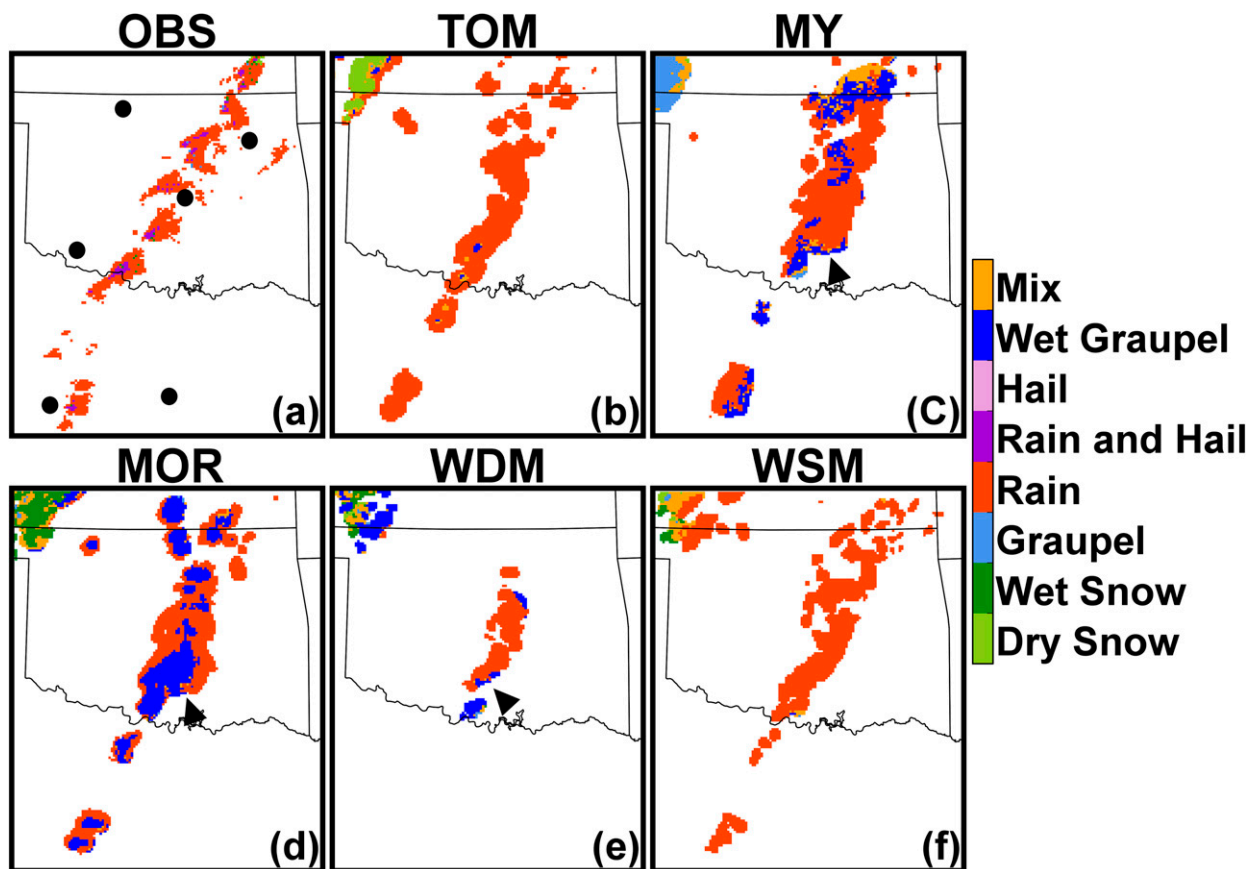 OBS
TOM
MY
(a)
(b)
(C)
MOR
WDM
WSM
(d)
(e)
(f)
Mix
Wet Graupel
Hail
Rain and Hail
Rain
Graupel
Wet Snow
Dry Snow